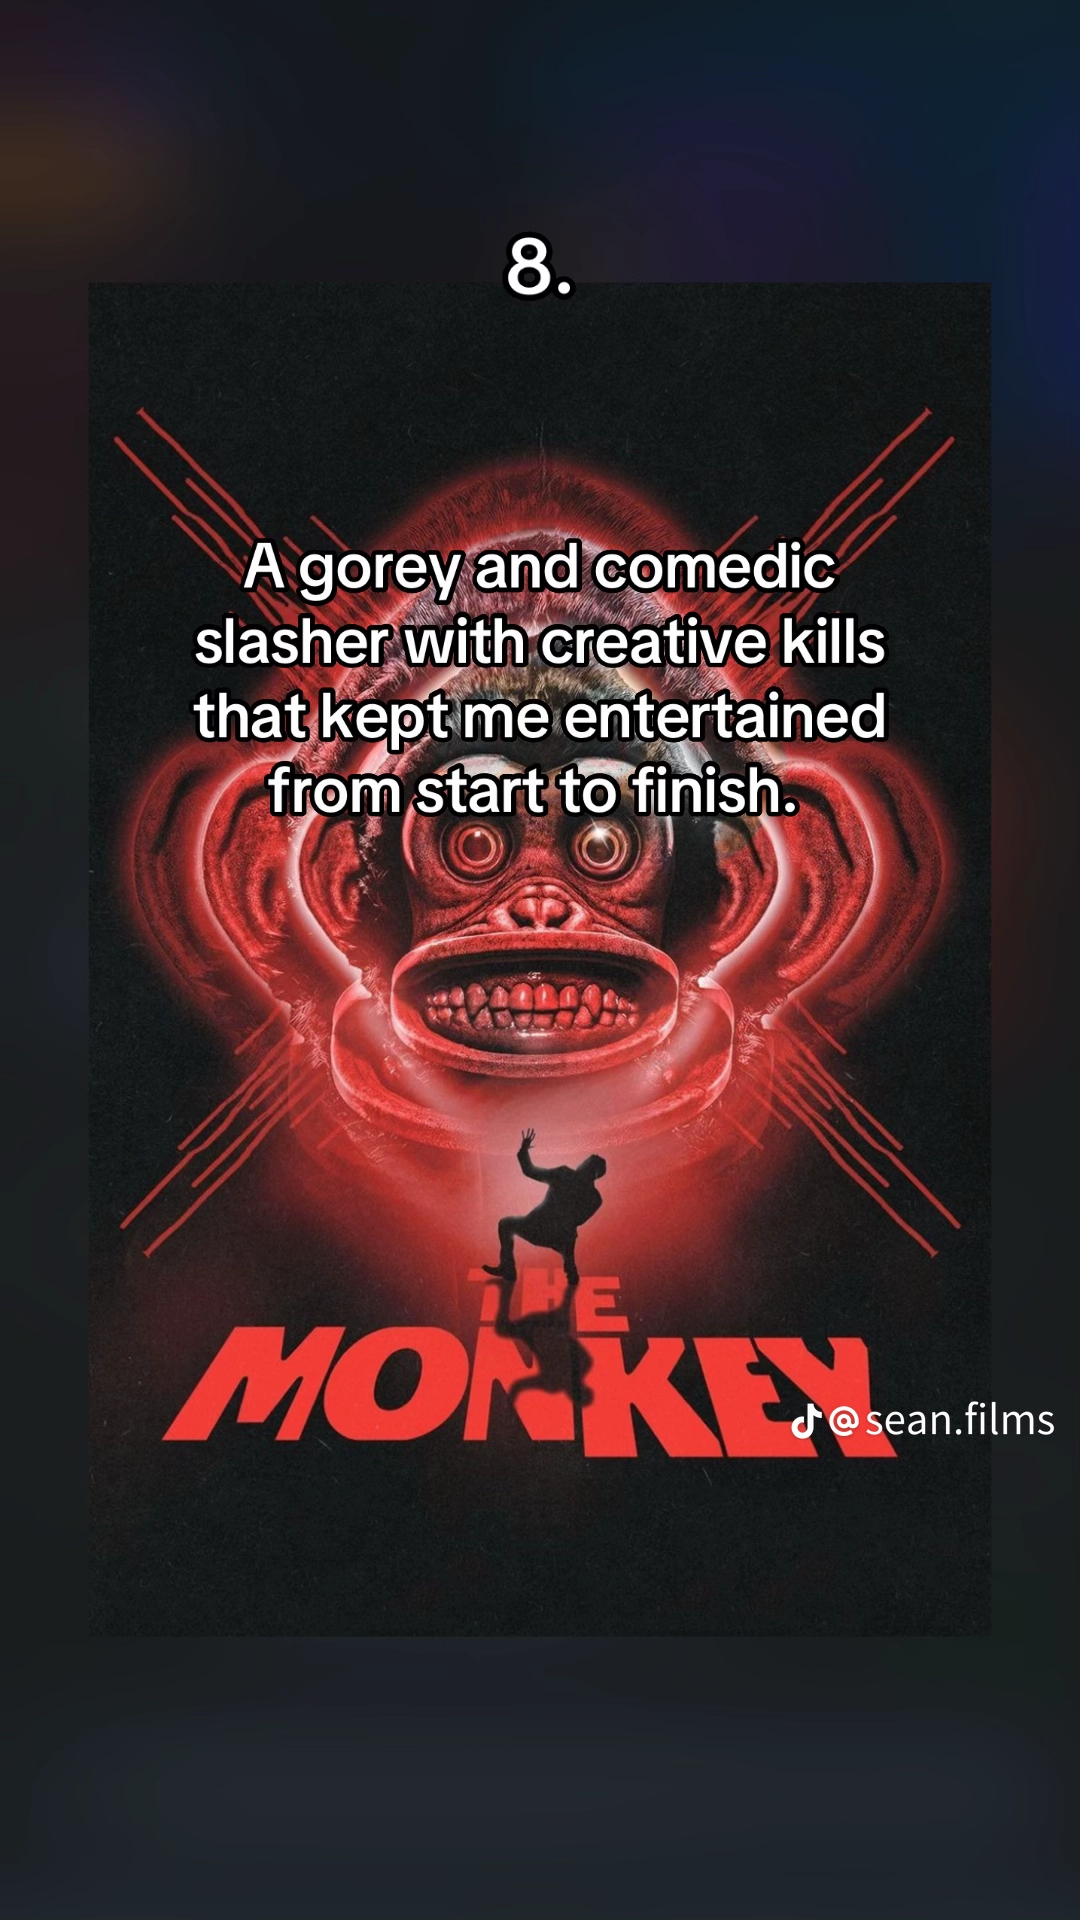 8.
A gorey and comedic
slasher with creative kills
that kept me entertained
from start to finish.
THE
MONKEY
@sean.films